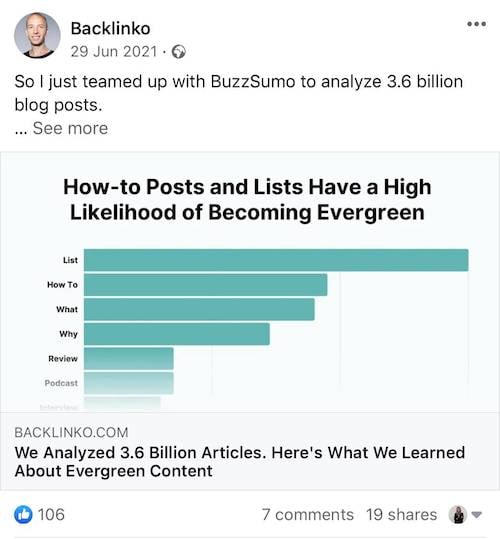 Backlinko
29 Jun 2021 ·
So I just teamed up with BuzzSumo to analyze 3.6 billion
blog posts.
... See more
How-to Posts and Lists Have a High
Likelihood of Becoming Evergreen
List
How To
What
Why
Review
Podcast
Interview
BACKLINKO.COM
We Analyzed 3.6 Billion Articles. Here's What We Learned
About Evergreen Content
106
7 comments 19 shares